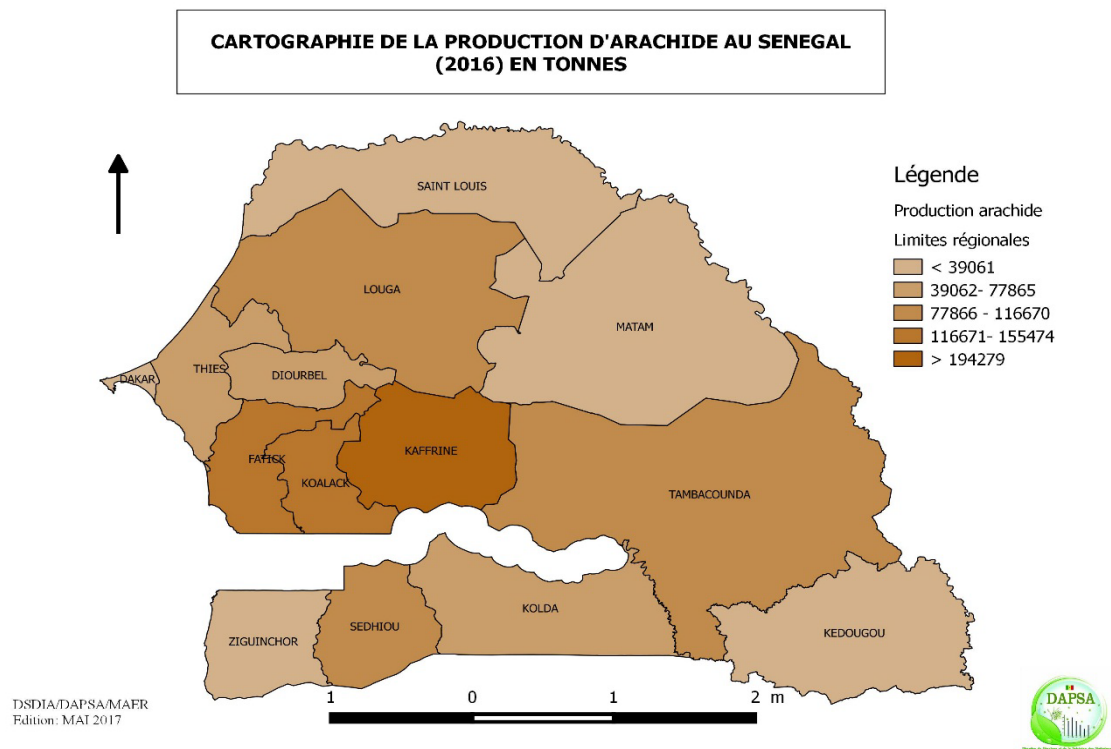 CARTOGRAPHIE DE LA PRODUCTION D'ARACHIDE AU SENEGAL
(2016) EN TONNES
SAINT LOUIS
LOUGA
MATAM
DAKAR
THIES
DIOURBEL
FATICK
KOALACK
KAFFRINE
TAMBACOUNDA
ZIGUINCHOR
SEDHIOU
KOLDA
KEDOUGOU
Légende
Production arachide
Limites régionales
< 39061
39062- 77865
77866 - 116670
116671- 155474
> 194279
1 0 1 2 m
DSDIA/DAPSA/MAER
Edition: MAI 2017
DAPSA